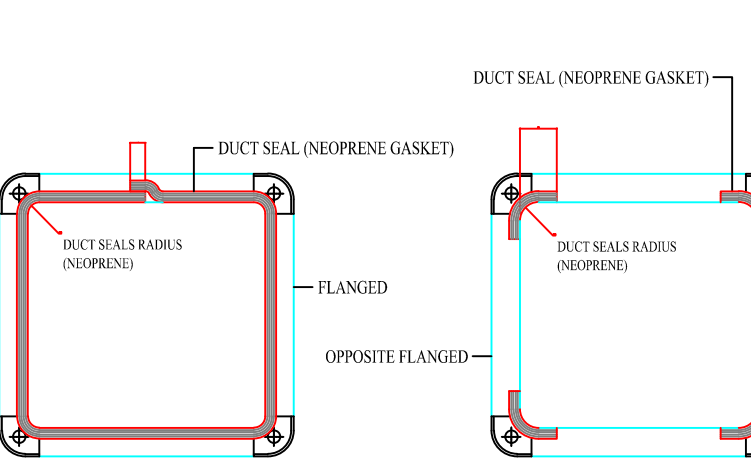 DUCT SEAL (NEOPRENE GASKET)
DUCT SEAL (NEOPRENE GASKET)
DUCT SEALS RADIUS
(NEOPRENE)
DUCT SEALS RADIUS
(NEOPRENE)
FLANGED
OPPOSITE FLANGED